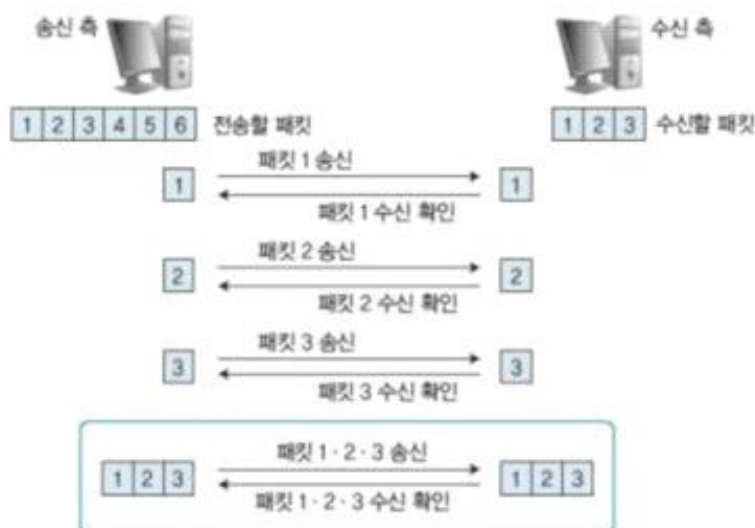 송신 측 수신 측
1 2 3 4 5 6 전송할 패킷 1 2 3 수신할 패킷
패킷 1 송신
1 1
패킷 1 수신 확인
패킷 2 송신
2 2
패킷 2 수신 확인
패킷 3 송신
3 3
패킷 3 수신 확인
패킷 1 · 2 · 3 송신
1 2 3 1 2 3
패킷 1 · 2 · 3 수신 확인